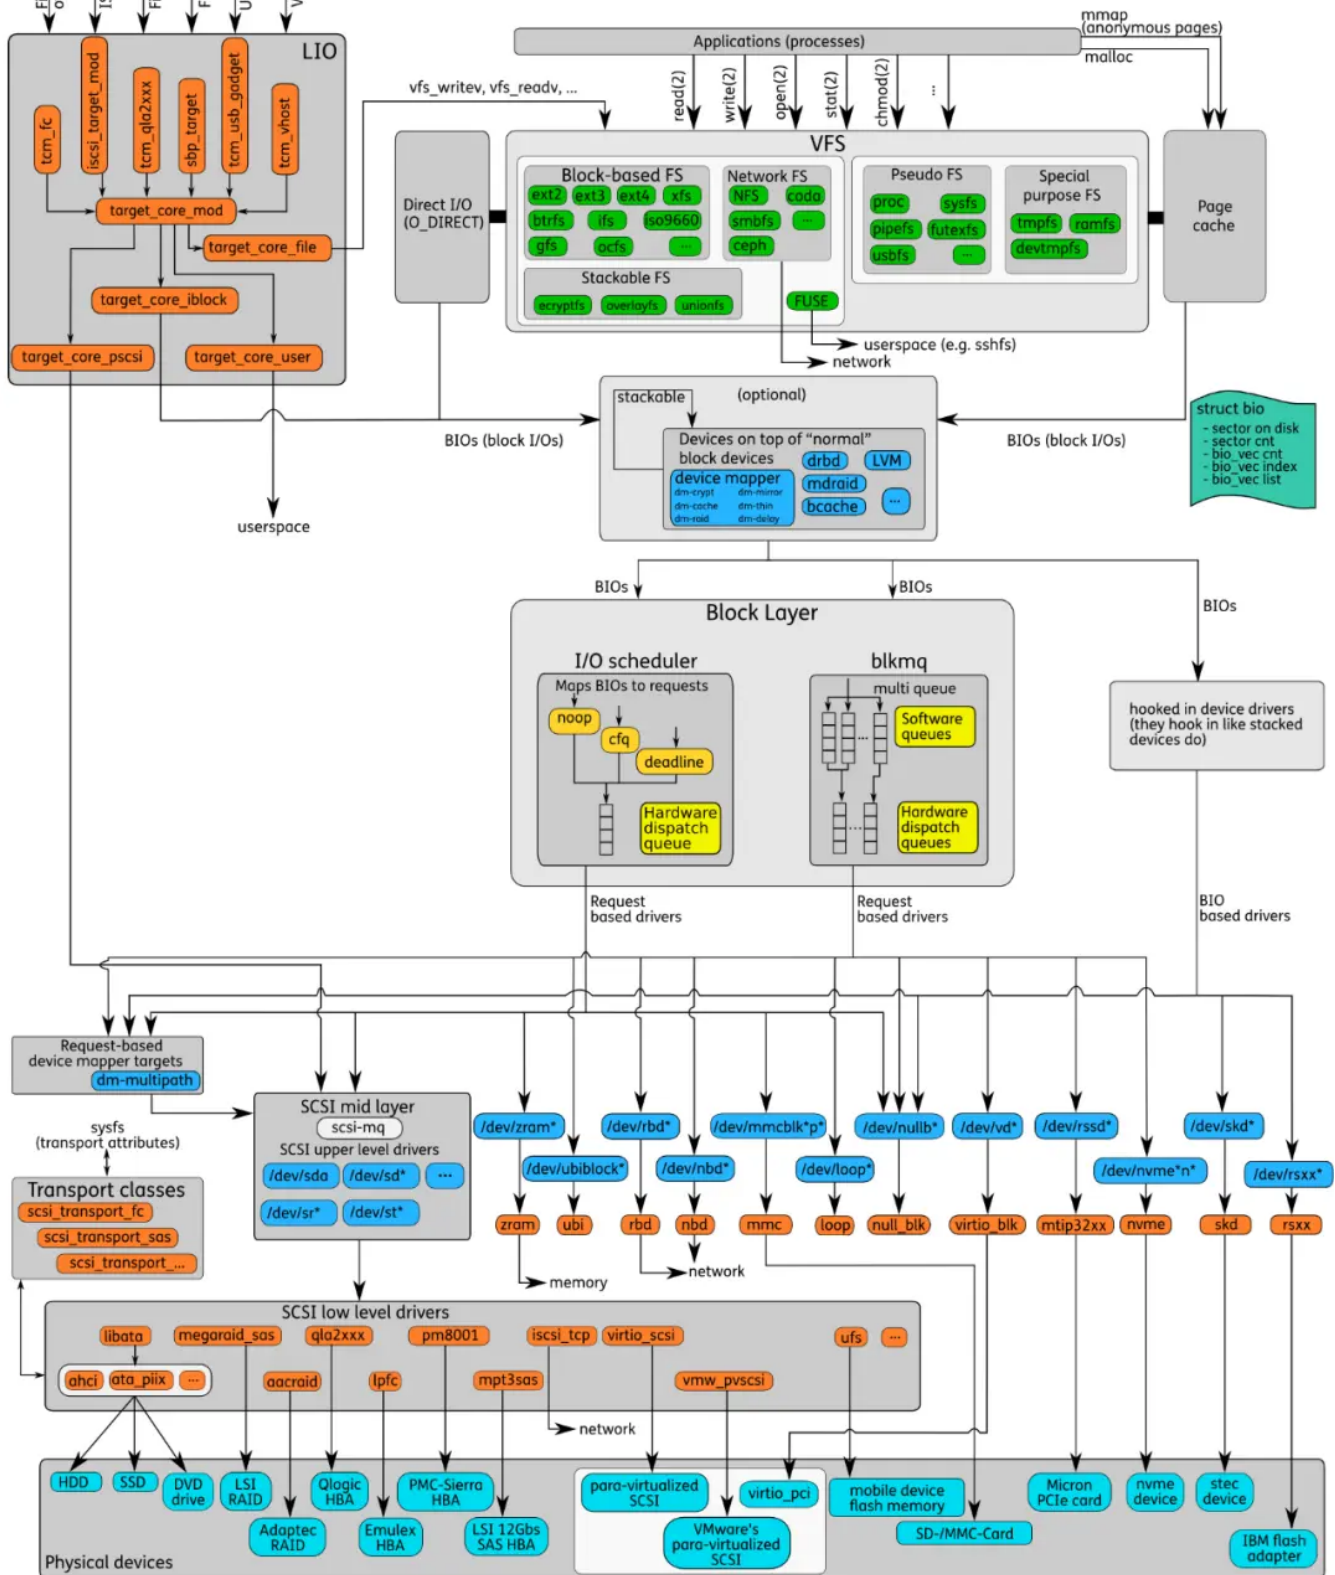 LIO
tcm_fc
iscsi_target_mod
tcm_qla2xxx
sbp_target
tcm_usb_gadget
tcm_vhost
target_core_mod
target_core_file
target_core_iblock
target_core_pscsi
target_core_user
userspace
vfs_writev, vfs_readv, ...
Applications (processes)
mmap
(anonymous pages)
malloc
read(2)
write(2)
open(2)
stat(2)
chmod(2)
...
Direct I/O
(O_DIRECT)
VFS
Block-based FS
ext2 ext3 ext4 xfs
btrfs ifs iso9660
gfs ocfs ...
Network FS
NFS coda
smbfs ...
ceph
Pseudo FS
proc sysfs
pipefs futexfs
usbfs ...
Special
purpose FS
tmpfs ramfs
devtmpfs
Stackable FS
ecryptfs overlayfs unionfs
FUSE
userspace (e.g. sshfs)
network
Page
cache
BIOs (block I/Os)
BIOs (block I/Os)
stackable
(optional)
Devices on top of “normal”
block devices
drbd LVM
device mapper
dm-crypt dm-mirror
dm-cache dm-thin
dm-raid dm-delay
mdraid
bcache
...
struct bio
- sector on disk
- sector cnt
- bio_vec cnt
- bio_vec index
- bio_vec list
BIOs
BIOs
BIOs
Block Layer
I/O scheduler
Maps BIOs to requests
noop
cfq
deadline
Hardware
dispatch
queue
blkmq
multi queue
Software
queues
...
Hardware
dispatch
queues
...
hooked in device drivers
(they hook in like stacked
devices do)
Request
based drivers
Request
based drivers
BIO
based drivers
Request-based
device mapper targets
dm-multipath
sysfs
(transport attributes)
Transport classes
scsi_transport_fc
scsi_transport_sas
scsi_transport_...
SCSI mid layer
scsi-mq
SCSI upper level drivers
/dev/sda /dev/sd* ...
/dev/sr* /dev/st*
/dev/zram* /dev/rbd* /dev/mmcblk*p* /dev/nullb* /dev/vd* /dev/rssd* /dev/skd*
/dev/ubiblock* /dev/nbd* /dev/loop* /dev/nvme*n* /dev/rsxx*
zram ubi rbd nbd mmc loop null_blk virtio_blk mtip32xx nvme skd rsxx
memory
network
SCSI low level drivers
libata megaraid_sas qla2xxx pm8001 iscsi_tcp virtio_scsi ufs ...
ahci ata_piix ... aacraid lpfc mpt3sas vmw_pvscsi
network
HDD
SSD
DVD
drive
LSI
RAID
Adaptec
RAID
Qlogic
HBA
Emulex
HBA
PMC-Sierra
HBA
LSI 12Gbs
SAS HBA
para-virtualized
SCSI
VMware's
para-virtualized
SCSI
virtio_pci
mobile device
flash memory
SD-/MMC-Card
Micron
PCIe card
nvme
device
stec
device
IBM flash
adapter
Physical devices